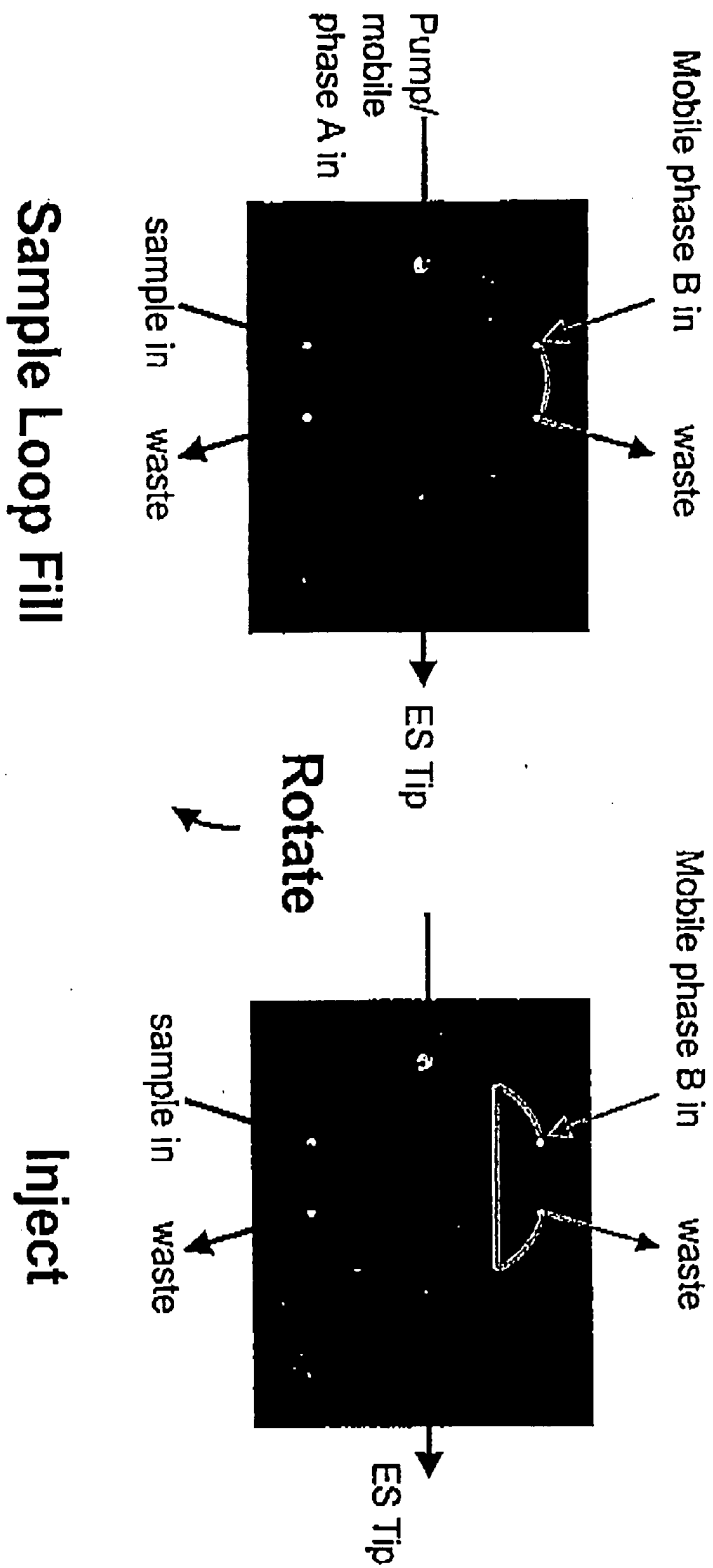 Mobile phase B in
waste
Pump/
mobile
phase A in
sample in
waste
ES Tip
Sample Loop Fill
Rotate
Mobile phase B in
waste
sample in
waste
ES Tip
Inject